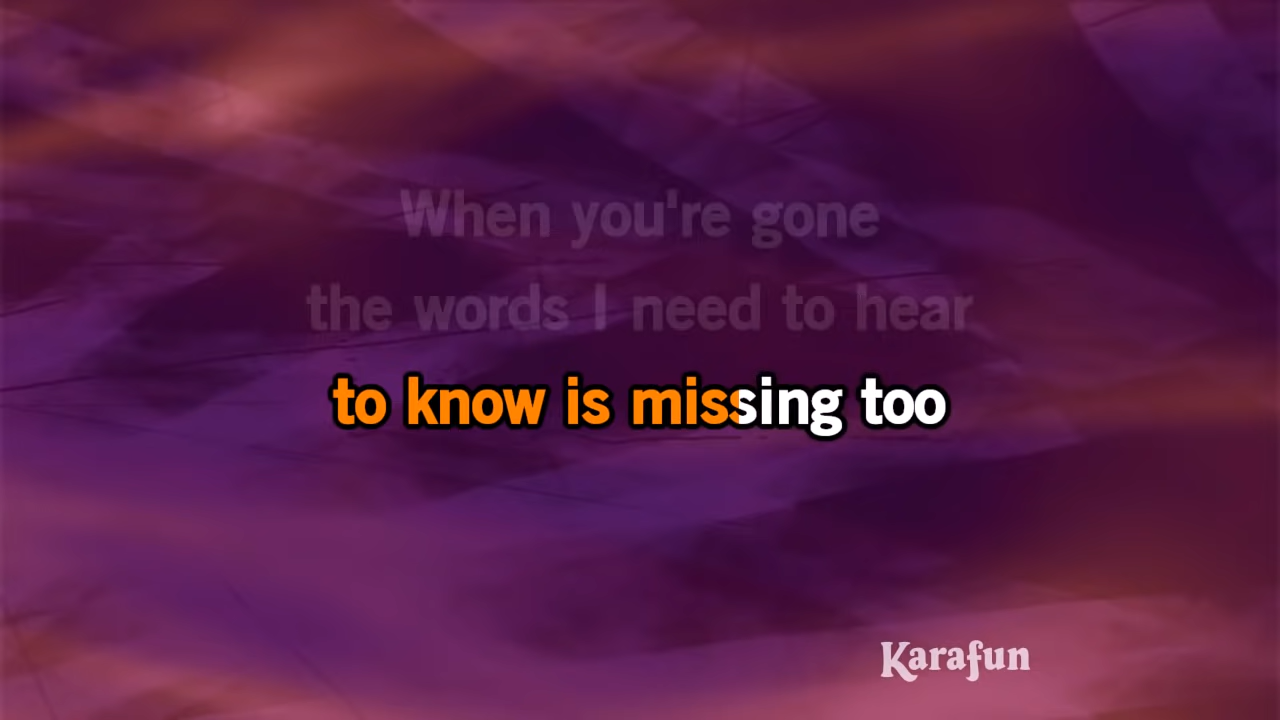 When you're gone
the words I need to hear
to know is missing too
Karafun